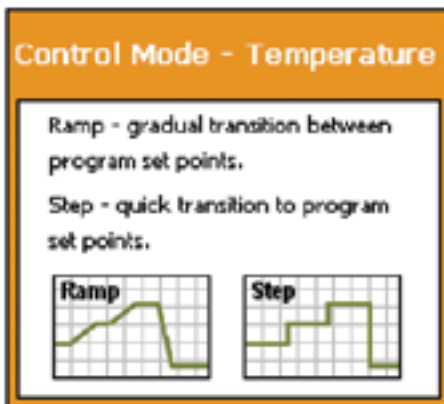 Control Mode - Temperature
Ramp - gradual transition between
program set points.
Step - quick transition to program
set points.
Ramp
Step